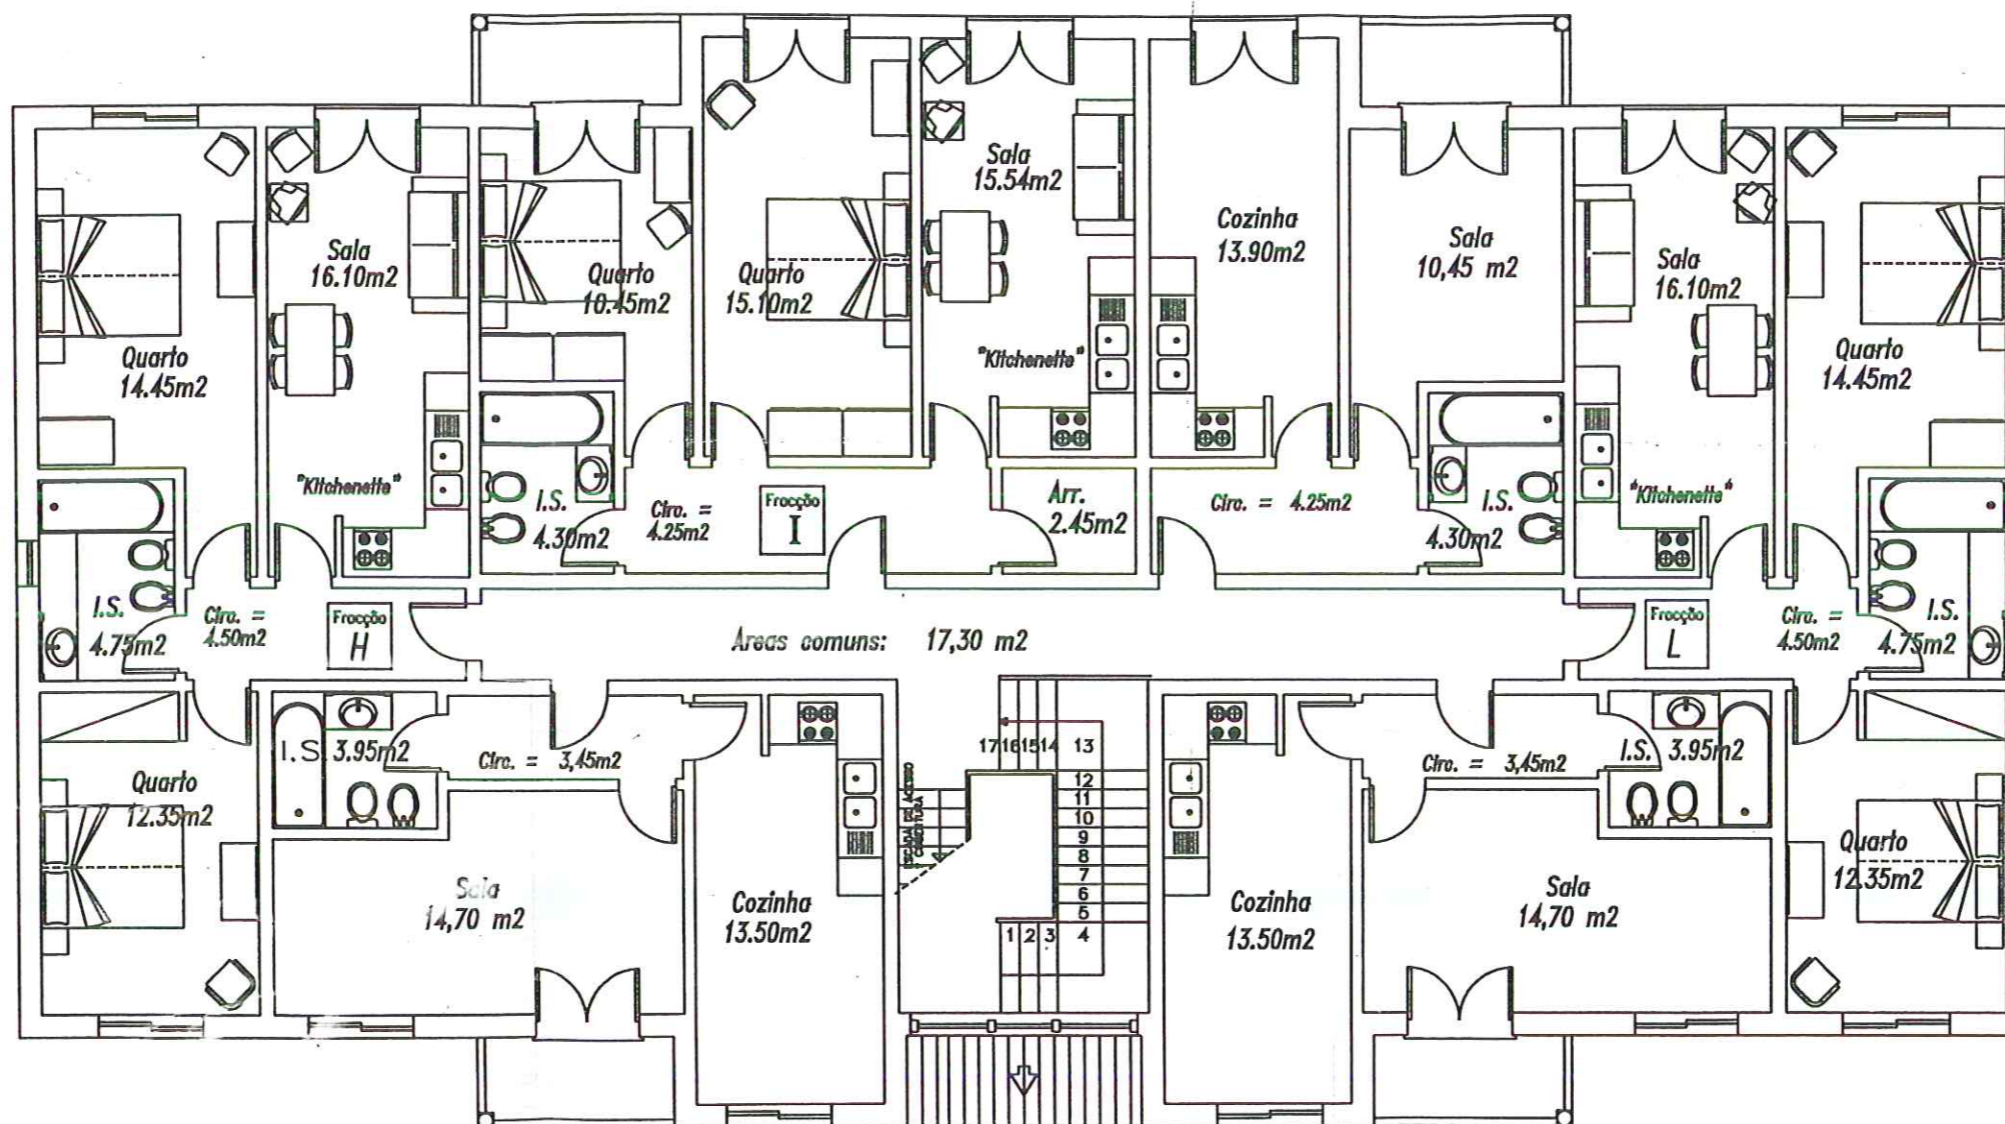 Sala
15.54m2
Cozinha
13.90m2
Sala
10,45 m2
Sala
16.10m2
Quarto
10.45m2
Quarto
15.10m2
Sala
16.10m2
"Kitchenette"
Quarto
14.45m2
Quarto
14.45m2
"Kitchenette"
"Kitchenette"
I.S.
4.30m2
Circ. =
4.25m2
Fracção
I
Arr.
2.45m2
Circ. = 4.25m2
I.S.
4.30m2
I.S.
4.75m2
Circ. =
4.50m2
Fracção
H
Areas comuns: 17,30 m2
Fracção
L
Circ. =
4.50m2
I.S.
4.75m2
I.S. 3.95m2
Circ. = 3,45m2
17 16 15 14 13
12
11
10
9
8
7
6
5
1 2 3 4
ESCADA DE ACESSO
À COBERTURA
Circ. = 3,45m2
I.S. 3.95m2
Quarto
12.35m2
Sala
14,70 m2
Cozinha
13.50m2
Cozinha
13.50m2
Sala
14,70 m2
Quarto
12.35m2